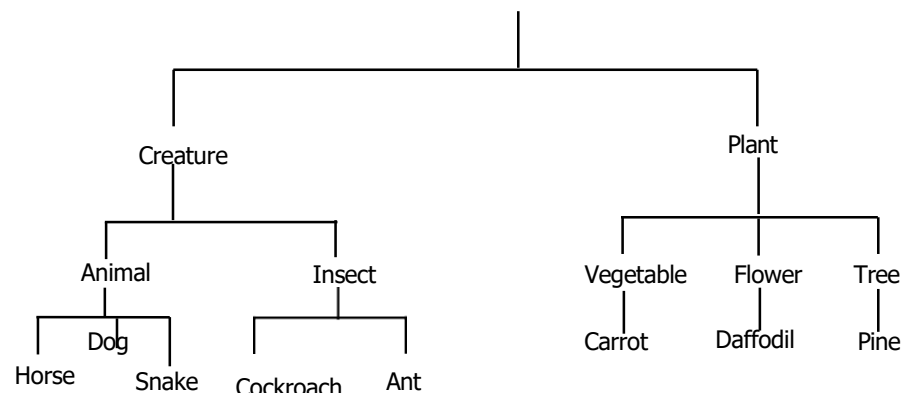 Plant
Creature
Animal
Insect
Vegetable
Flower
Tree
Dog
Carrot
Daffodil
Pine
Horse
Snake
Cockroach
Ant